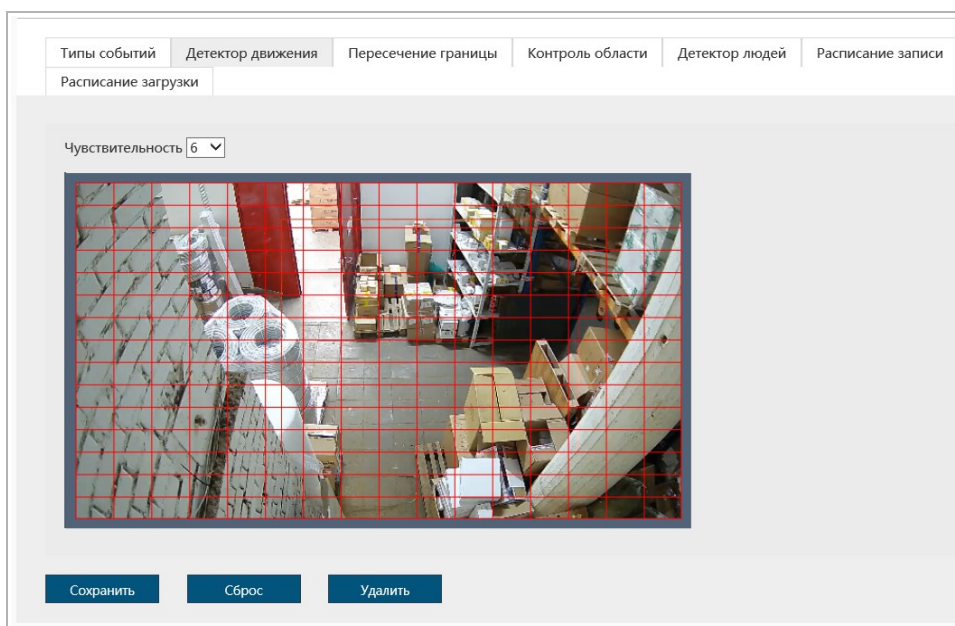 Типы событий Детектор движения Пересечение границы Контроль области Детектор людей Расписание записи
Расписание загрузки
Чувствительность 6
Сохранить Сброс Удалить